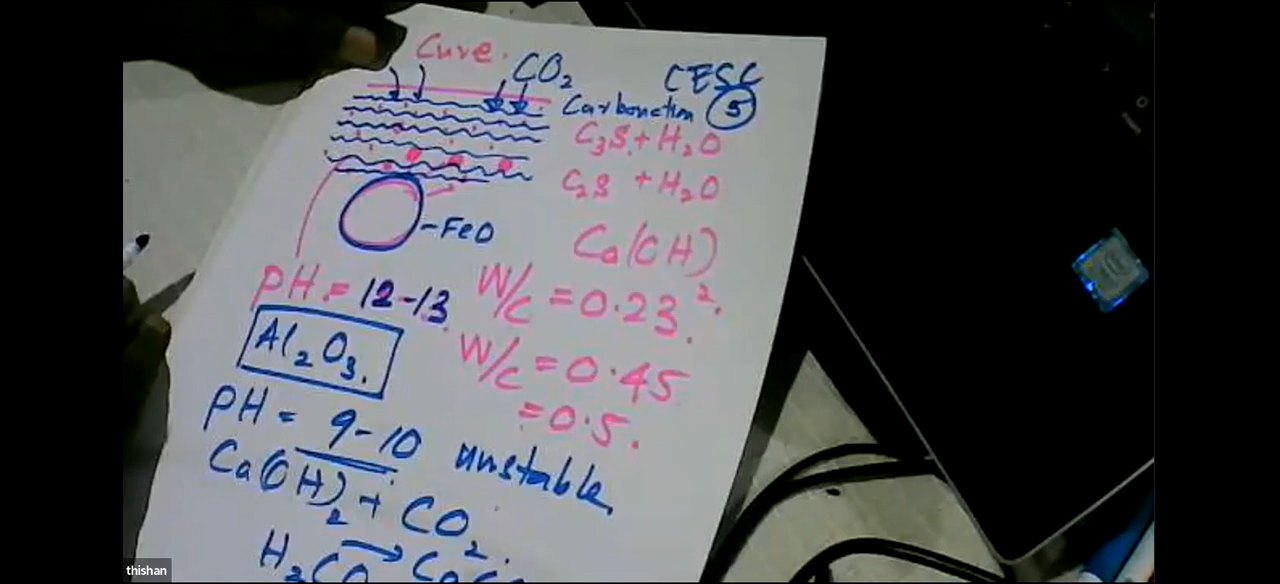 Cure.
CO₂
CESC
Carbonation 5
C₃S + H₂O
C₂S + H₂O
-FeO
Ca(OH)₂.
PH = 12-13
W/C = 0.23
Al₂O₃.
W/C = 0.45
= 0.5.
PH = 9-10 unstable
Ca(OH)₂ + CO₂
thishan